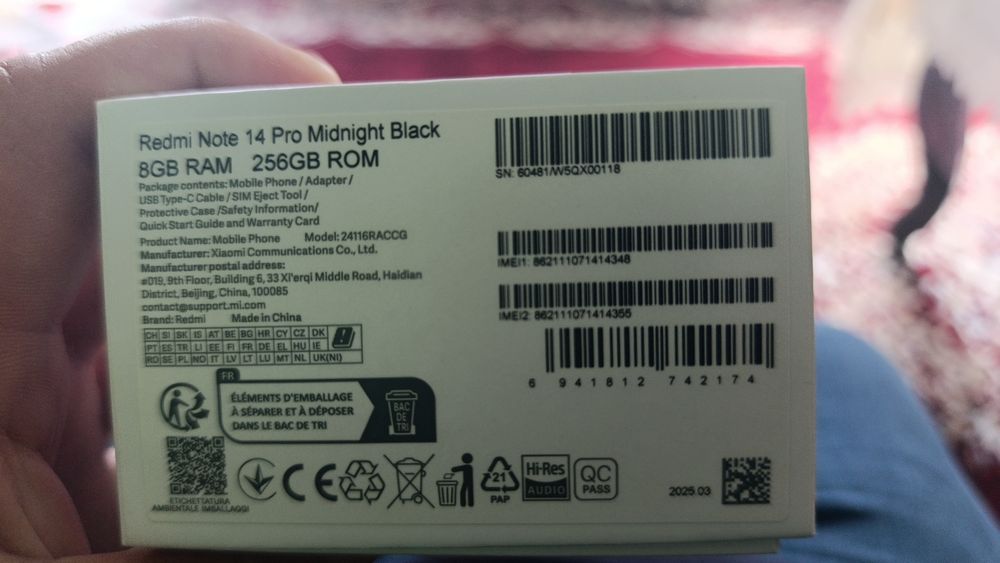 Redmi Note 14 Pro Midnight Black
8GB RAM 256GB ROM
Package contents: Mobile Phone / Adapter /
USB Type-C Cable / SIM Eject Tool /
Protective Case /Safety Information/
Quick Start Guide and Warranty Card
Product Name: Mobile Phone Model: 24116RACCG
Manufacturer: Xiaomi Communications Co., Ltd.
Manufacturer postal address:
#019, 9th Floor, Building 6, 33 Xi'erqi Middle Road, Haidian
District, Beijing, China, 100085
contact@support.mi.com
Brand: Redmi Made in China
CH SI SK IS AT BE BG HR CY CZ DK
PT ES TR LI EE FI FR DE EL HU IE
RO SE PL NO IT LV LT LU MT NL UK(NI)
FR
ÉLÉMENTS D'EMBALLAGE
À SÉPARER ET À DÉPOSER
DANS LE BAC DE TRI
BAC
DE
TRI
ETICHETTATURA
AMBIENTALE IMBALLAGGI
CE
21
PAP
Hi-Res
AUDIO
QC
PASS
SN: 60481/W5QX00118
IMEI1: 862111071414348
IMEI2: 862111071414355
6 941812 742174
2025.03